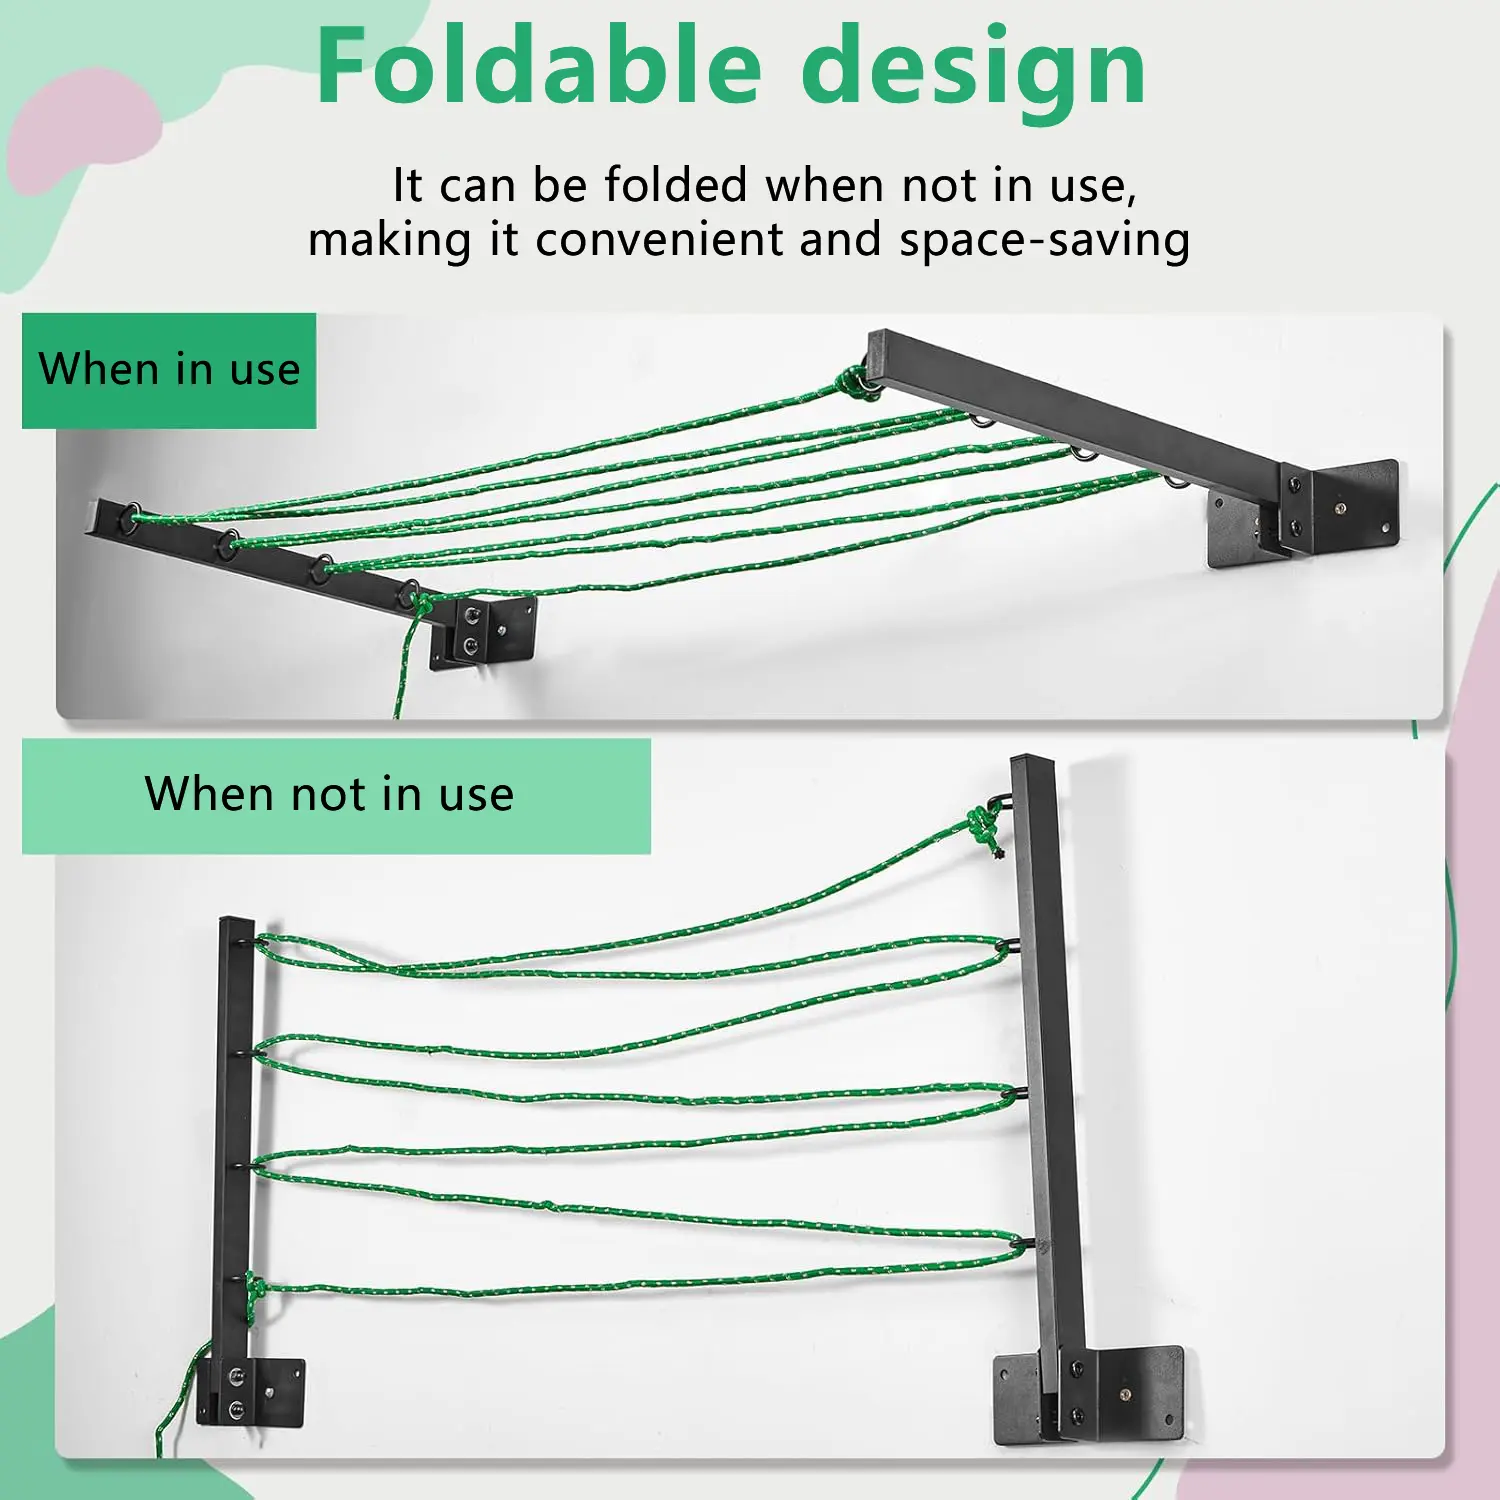 Foldable design
It can be folded when not in use,
making it convenient and space-saving
When in use
When not in use